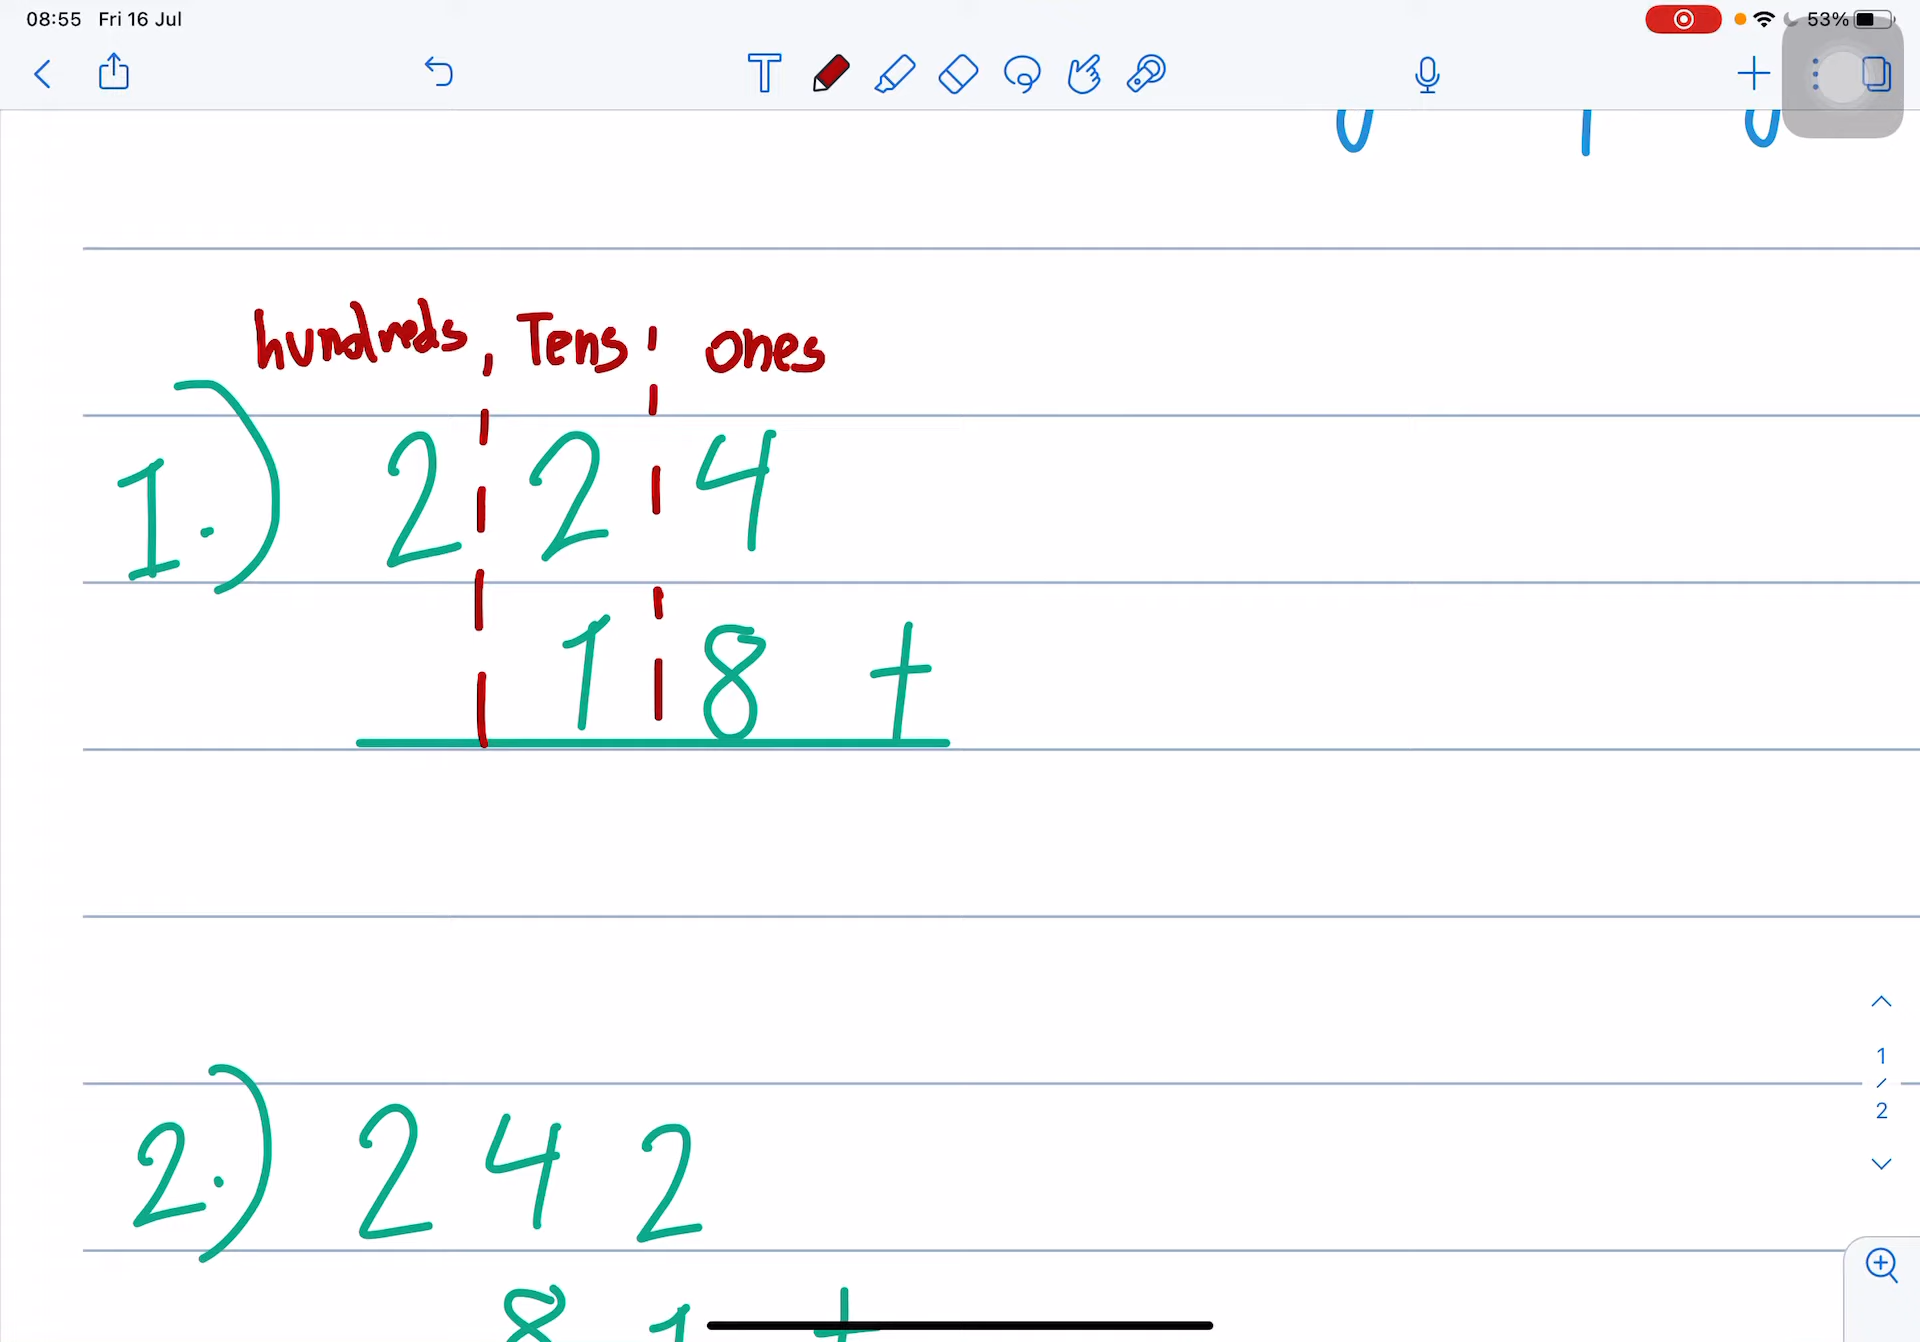 08:55 Fri 16 Jul 53%
hundreds Tens ones
1.) 2 2 4
1 8 +
1
/
2
2.) 2 4 2
8 1 +